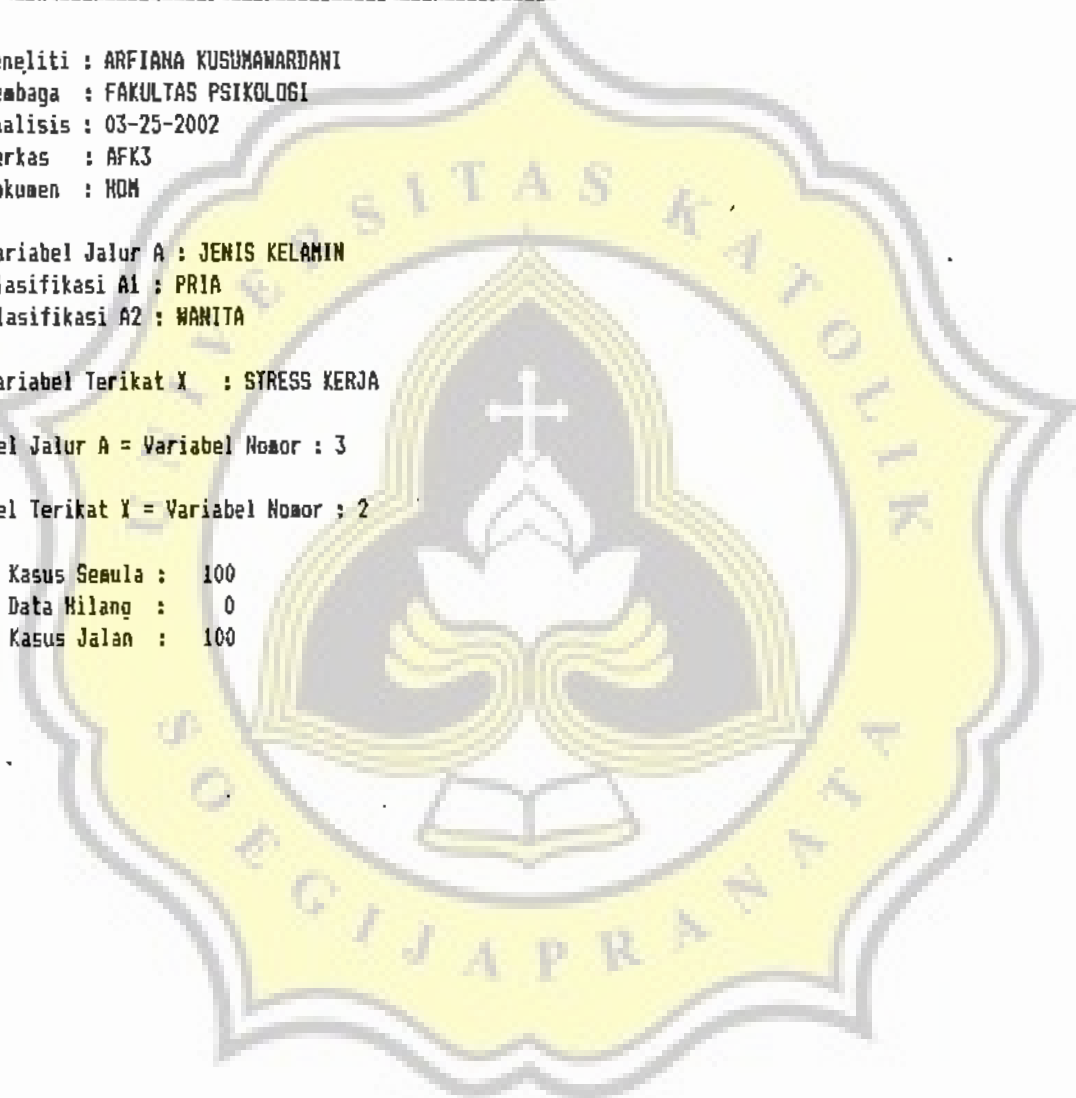 eneliti : ARFIANA KUSUMAWARDANI
embaga : FAKULTAS PSIKOLOGI
nalisis : 03-25-2002
erkas : AFK3
okumen : HOM
ariabel Jalur A : JENIS KELAMIN
lasifikasi A1 : PRIA
lasifikasi A2 : WANITA
ariabel Terikat X : STRESS KERJA
el Jalur A = Variabel Nomor : 3
el Terikat X = Variabel Nomor : 2
Kasus Semula : 100
Data Hilang : 0
Kasus Jalan : 100
UNIVERSITAS KATOLIK
SOEGIJAPRANATA